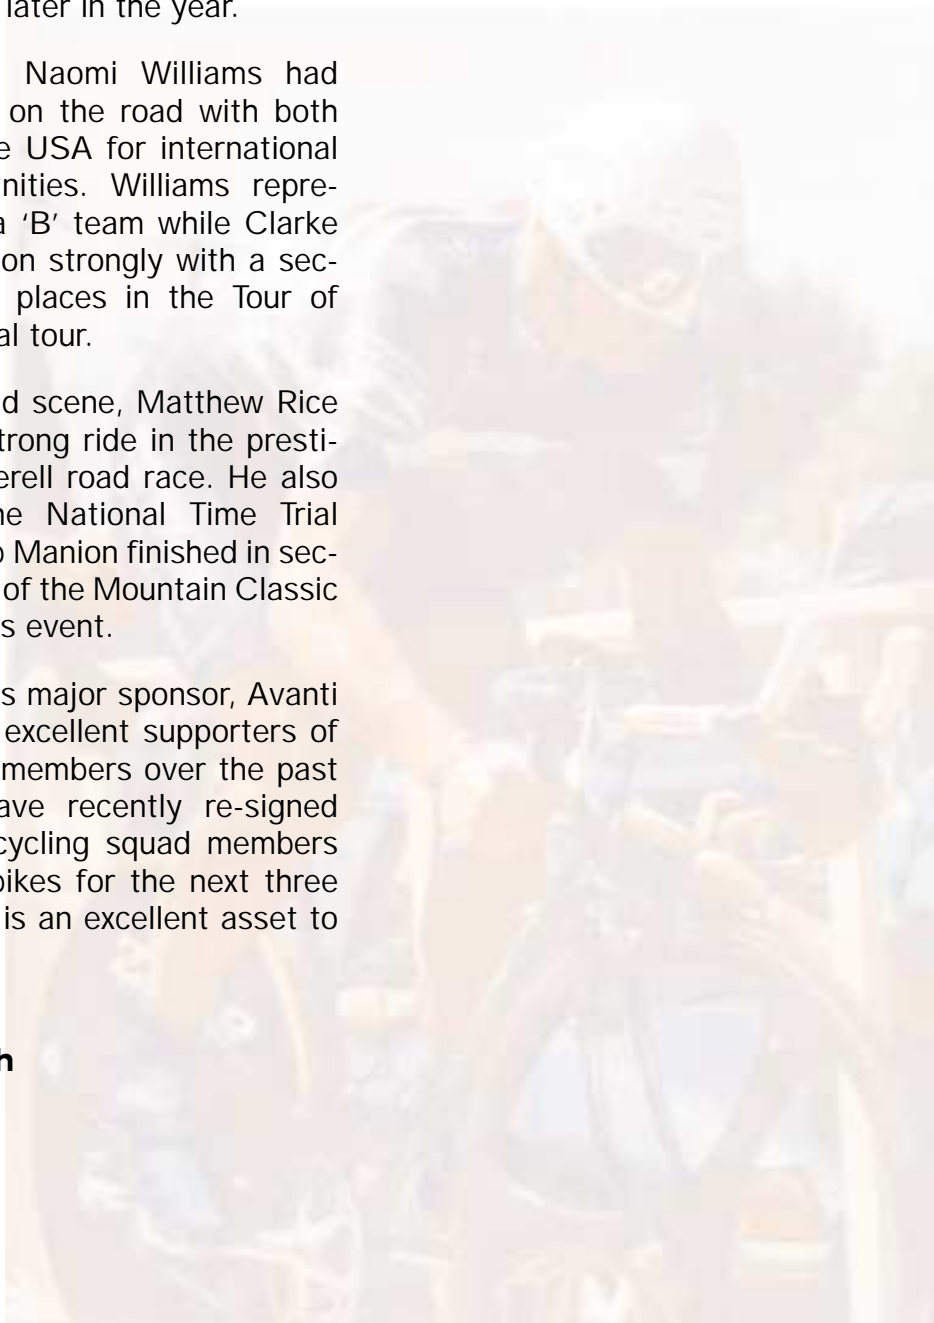 later in the year.
Naomi Williams had
on the road with both
e USA for international
nities. Williams repre-
a ‘B’ team while Clarke
on strongly with a sec-
places in the Tour of
al tour.
d scene, Matthew Rice
trong ride in the presti-
erell road race. He also
ne National Time Trial
o Manion finished in sec-
of the Mountain Classic
s event.
s major sponsor, Avanti
excellent supporters of
members over the past
ave recently re-signed
cycling squad members
bikes for the next three
is an excellent asset to
h